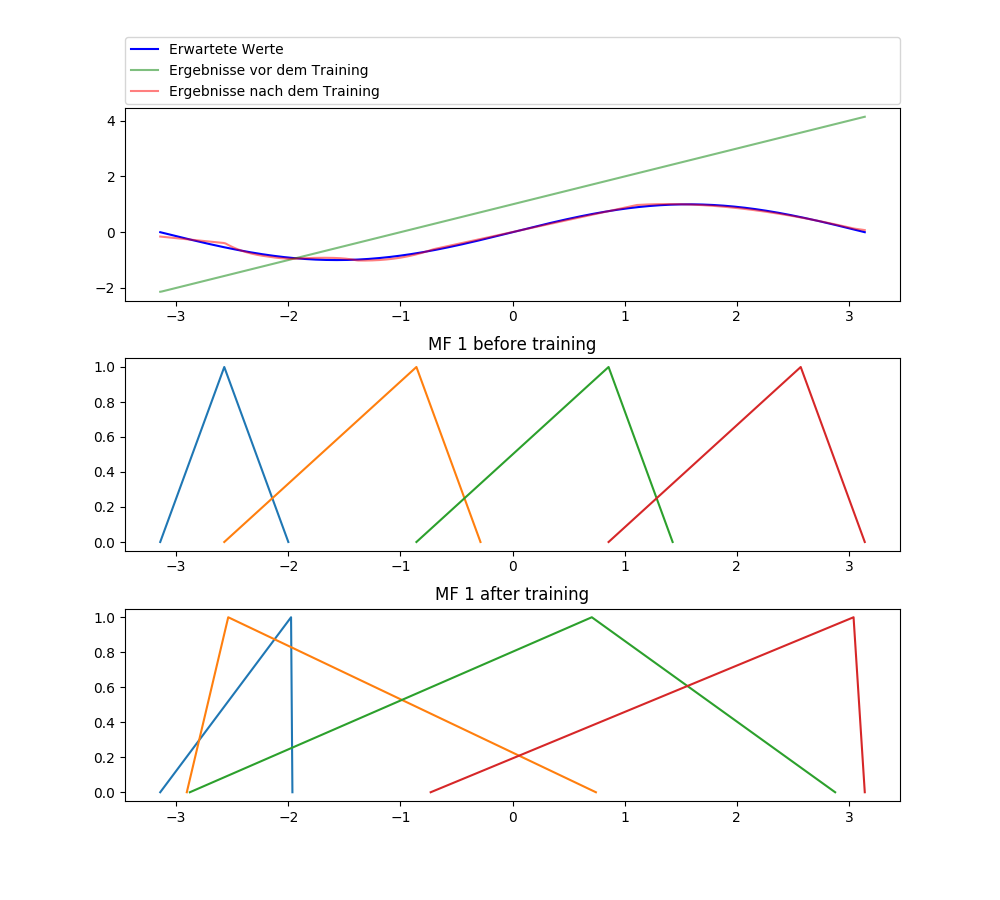 Erwartete Werte
Ergebnisse vor dem Training
Ergebnisse nach dem Training
4
2
0
−2
−3 −2 −1 0 1 2 3
MF 1 before training
1.0
0.8
0.6
0.4
0.2
0.0
−3 −2 −1 0 1 2 3
MF 1 after training
1.0
0.8
0.6
0.4
0.2
0.0
−3 −2 −1 0 1 2 3